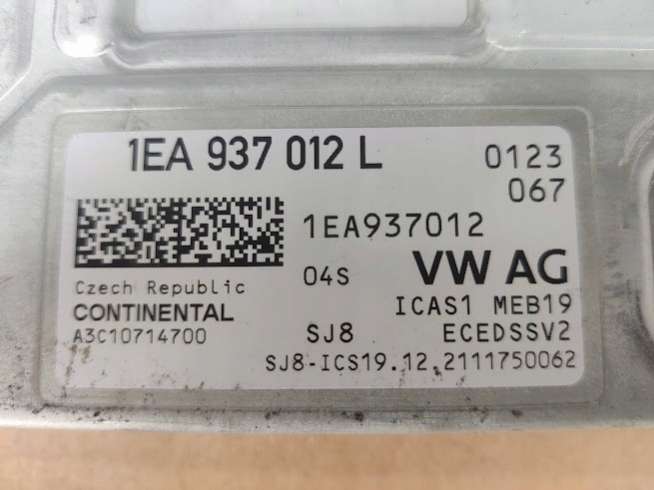 1EA 937 012 L 0123
067
1EA937012
04S VW AG
Czech Republic
CONTINENTAL ICAS1 MEB19
A3C10714700 SJ8 ECEDSSV2
SJ8-ICS19.12.2111750062